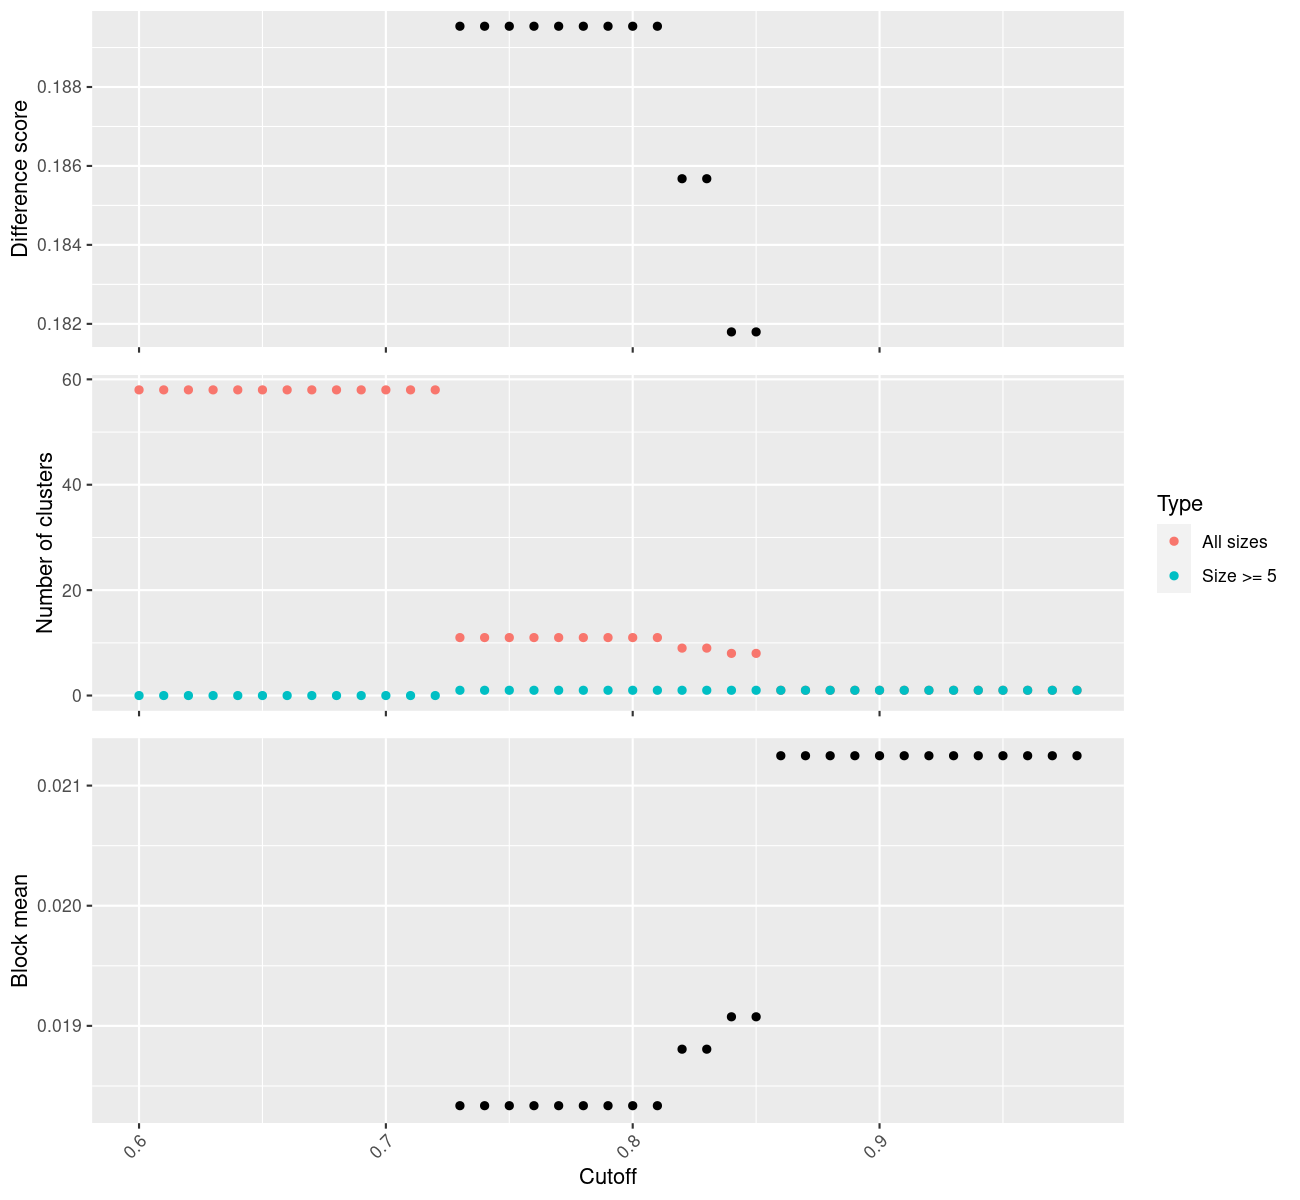 Difference score
0.188
0.186
0.184
0.182
Number of clusters
60
40
20
0
Type
All sizes
Size >= 5
Block mean
0.021
0.020
0.019
0.6
0.7
0.8
0.9
Cutoff